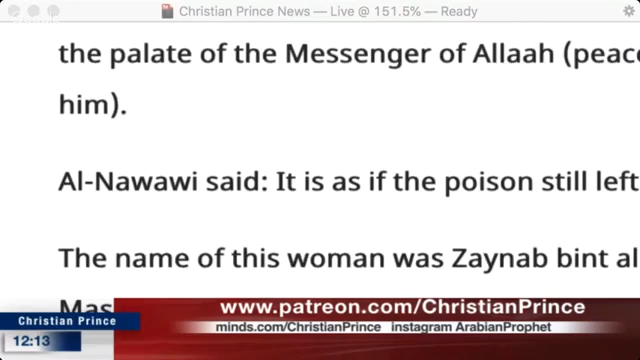 Christian Prince News — Live @ 151.5% — Ready
the palate of the Messenger of Allaah (peac
him).
Al-Nawawi said: It is as if the poison still left
The name of this woman was Zaynab bint al
Mas
www.patreon.com/ChristianPrince
Christian Prince
minds.com/ChristianPrince instagram ArabianProphet
12:13